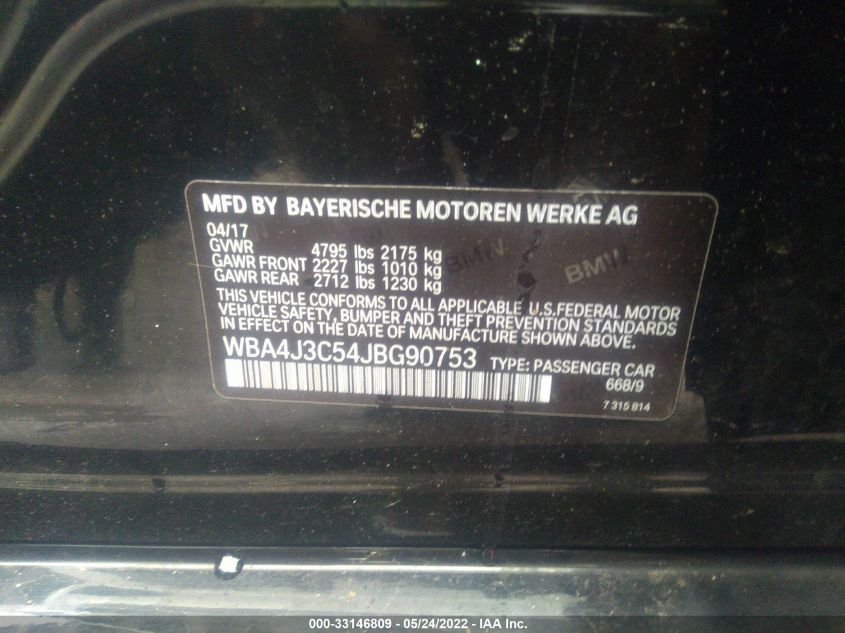 MFD BY BAYERISCHE MOTOREN WERKE AG
04/17
GVWR 4795 lbs 2175 kg
GAWR FRONT 2227 lbs 1010 kg
GAWR REAR 2712 lbs 1230 kg
THIS VEHICLE CONFORMS TO ALL APPLICABLE U.S.FEDERAL MOTOR
VEHICLE SAFETY, BUMPER AND THEFT PREVENTION STANDARDS
IN EFFECT ON THE DATE OF MANUFACTURE SHOWN ABOVE.
WBA4J3C54JBG90753 TYPE: PASSENGER CAR
668/9
7 315 814
BMW
BMW
000-33146809 - 05/24/2022 - IAA Inc.